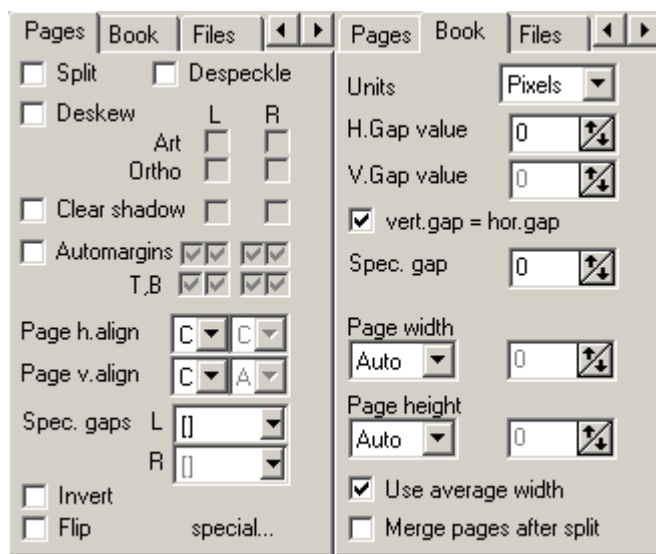 Pages Book Files
Split Despeckle
Deskew L R
Art
Ortho
Clear shadow
Automargins
T,B
Page h.align C C
Page v.align C A
Spec. gaps L []
R []
Invert
Flip special...
Pages Book Files
Units Pixels
H.Gap value 0
V.Gap value 0
vert.gap = hor.gap
Spec. gap 0
Page width
Auto 0
Page height
Auto 0
Use average width
Merge pages after split